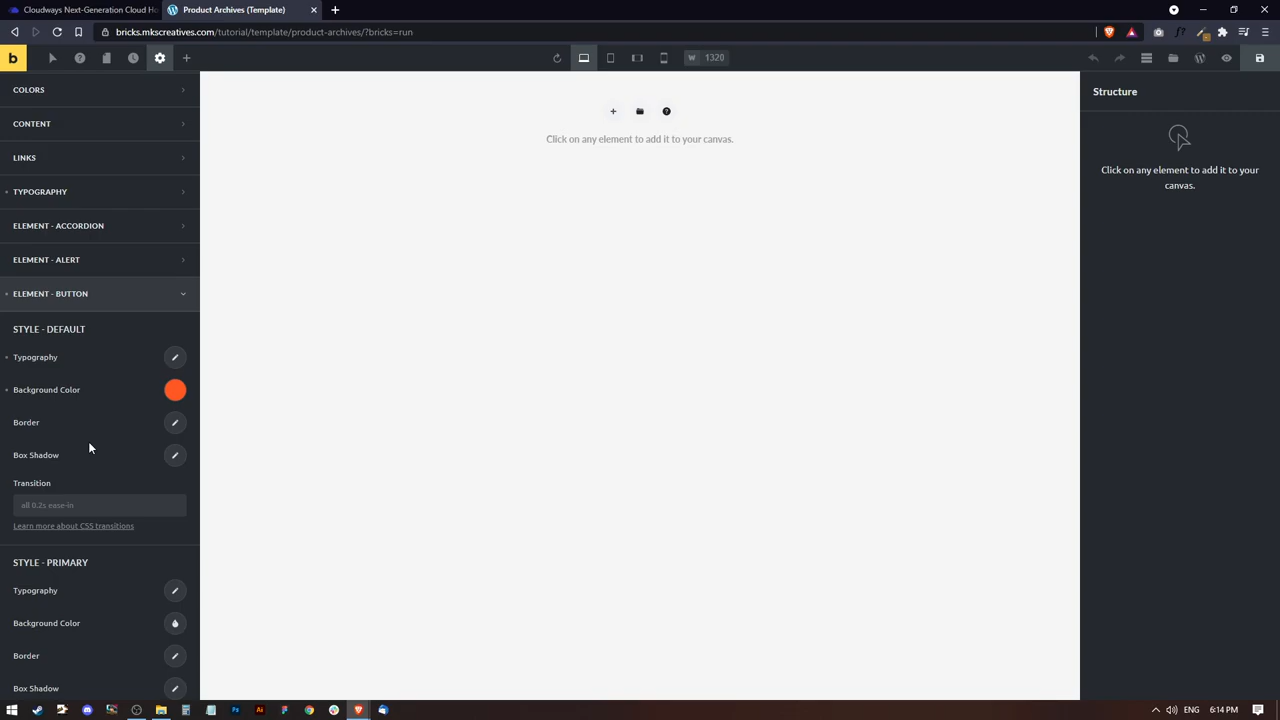 Cloudways Next-Generation Cloud Ho
Product Archives (Template)
bricks.mkscreatives.com/tutorial/template/product-archives/?bricks=run
b
W 1320
COLORS
CONTENT
LINKS
TYPOGRAPHY
ELEMENT - ACCORDION
ELEMENT - ALERT
ELEMENT - BUTTON
STYLE - DEFAULT
Typography
Background Color
Border
Box Shadow
Transition
all 0.2s ease-in
Learn more about CSS transitions
STYLE - PRIMARY
Typography
Background Color
Border
Box Shadow
Click on any element to add it to your canvas.
Structure
Click on any element to add it to your
canvas.
6:14 PM